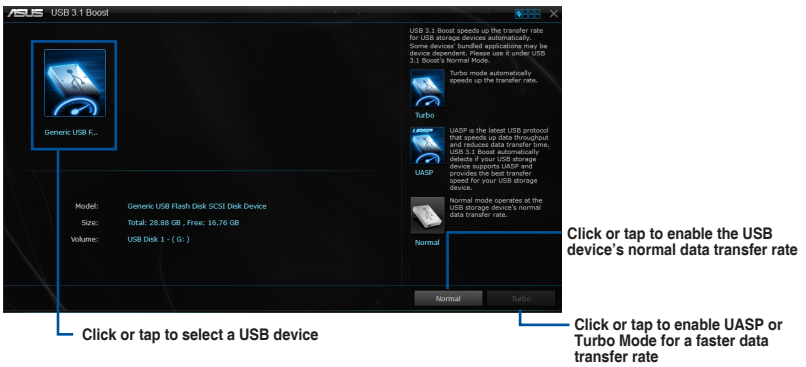 ASUS USB 3.1 Boost
USB 3.1 Boost speeds up the transfer rate
for USB storage devices automatically.
Some devices' bundled applications may be
device dependent. Please use it under USB
3.1 Boost's Normal Mode.
Turbo mode automatically
speeds up the transfer rate.
Turbo
Generic USB F...
UASP
UASP is the latest USB protocol
that speeds up data throughput
and reduces data transfer time.
USB 3.1 Boost automatically
detects if your USB storage
device supports UASP and
provides the best transfer
speed for your USB storage
device.
UASP
Normal mode operates at the
USB storage device's normal
data transfer rate.
Normal
Model: Generic USB Flash Disk SCSI Disk Device
Size: Total: 28.88 GB , Free: 16.76 GB
Volume: USB Disk 1 - ( G: )
Normal Turbo
Click or tap to enable the USB
device's normal data transfer rate
Click or tap to select a USB device
Click or tap to enable UASP or
Turbo Mode for a faster data
transfer rate